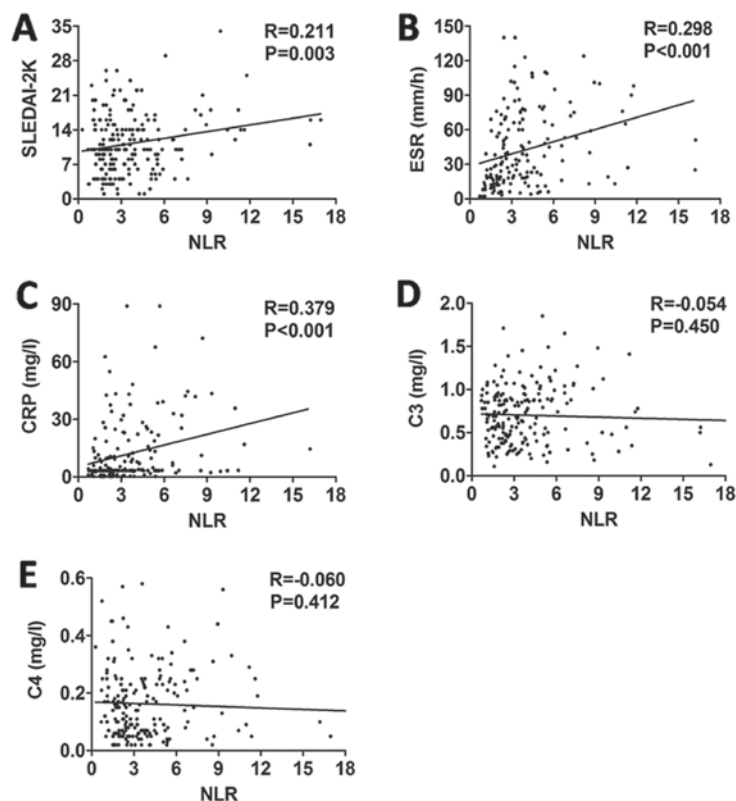 A
R=0.211
P=0.003
SLEDAI-2K
35
28
21
14
7
0
0 3 6 9 12 15 18
NLR
B
R=0.298
P<0.001
ESR (mm/h)
150
120
90
60
30
0
0 3 6 9 12 15 18
NLR
C
R=0.379
P<0.001
CRP (mg/l)
90
60
30
0
0 3 6 9 12 15 18
NLR
D
R=-0.054
P=0.450
C3 (mg/l)
2.0
1.5
1.0
0.5
0.0
0 3 6 9 12 15 18
NLR
E
R=-0.060
P=0.412
C4 (mg/l)
0.6
0.4
0.2
0.0
0 3 6 9 12 15 18
NLR